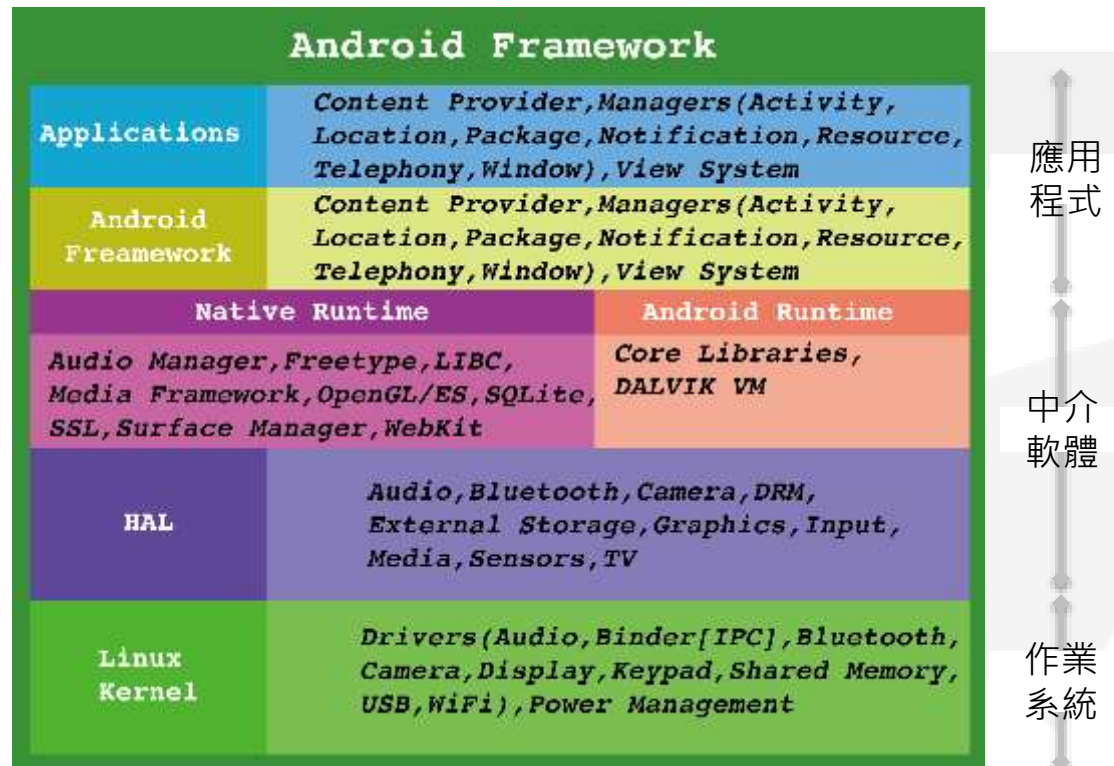 Android Framework
Applications
Content Provider,Managers(Activity,
Location,Package,Notification,Resource,
Telephony,Window),View System
Android
Freamework
Content Provider,Managers(Activity,
Location,Package,Notification,Resource,
Telephony,Window),View System
Native Runtime
Android Runtime
Audio Manager,Freetype,LIBC,
Media Framework,OpenGL/ES,SQLite,
SSL,Surface Manager,WebKit
Core Libraries,
DALVIK VM
HAL
Audio,Bluetooth,Camera,DRM,
External Storage,Graphics,Input,
Media,Sensors,TV
Linux
Kernel
Drivers(Audio,Binder[IPC],Bluetooth,
Camera,Display,Keypad,Shared Memory,
USB,WiFi),Power Management
應用
程式
中介
軟體
作業
系統